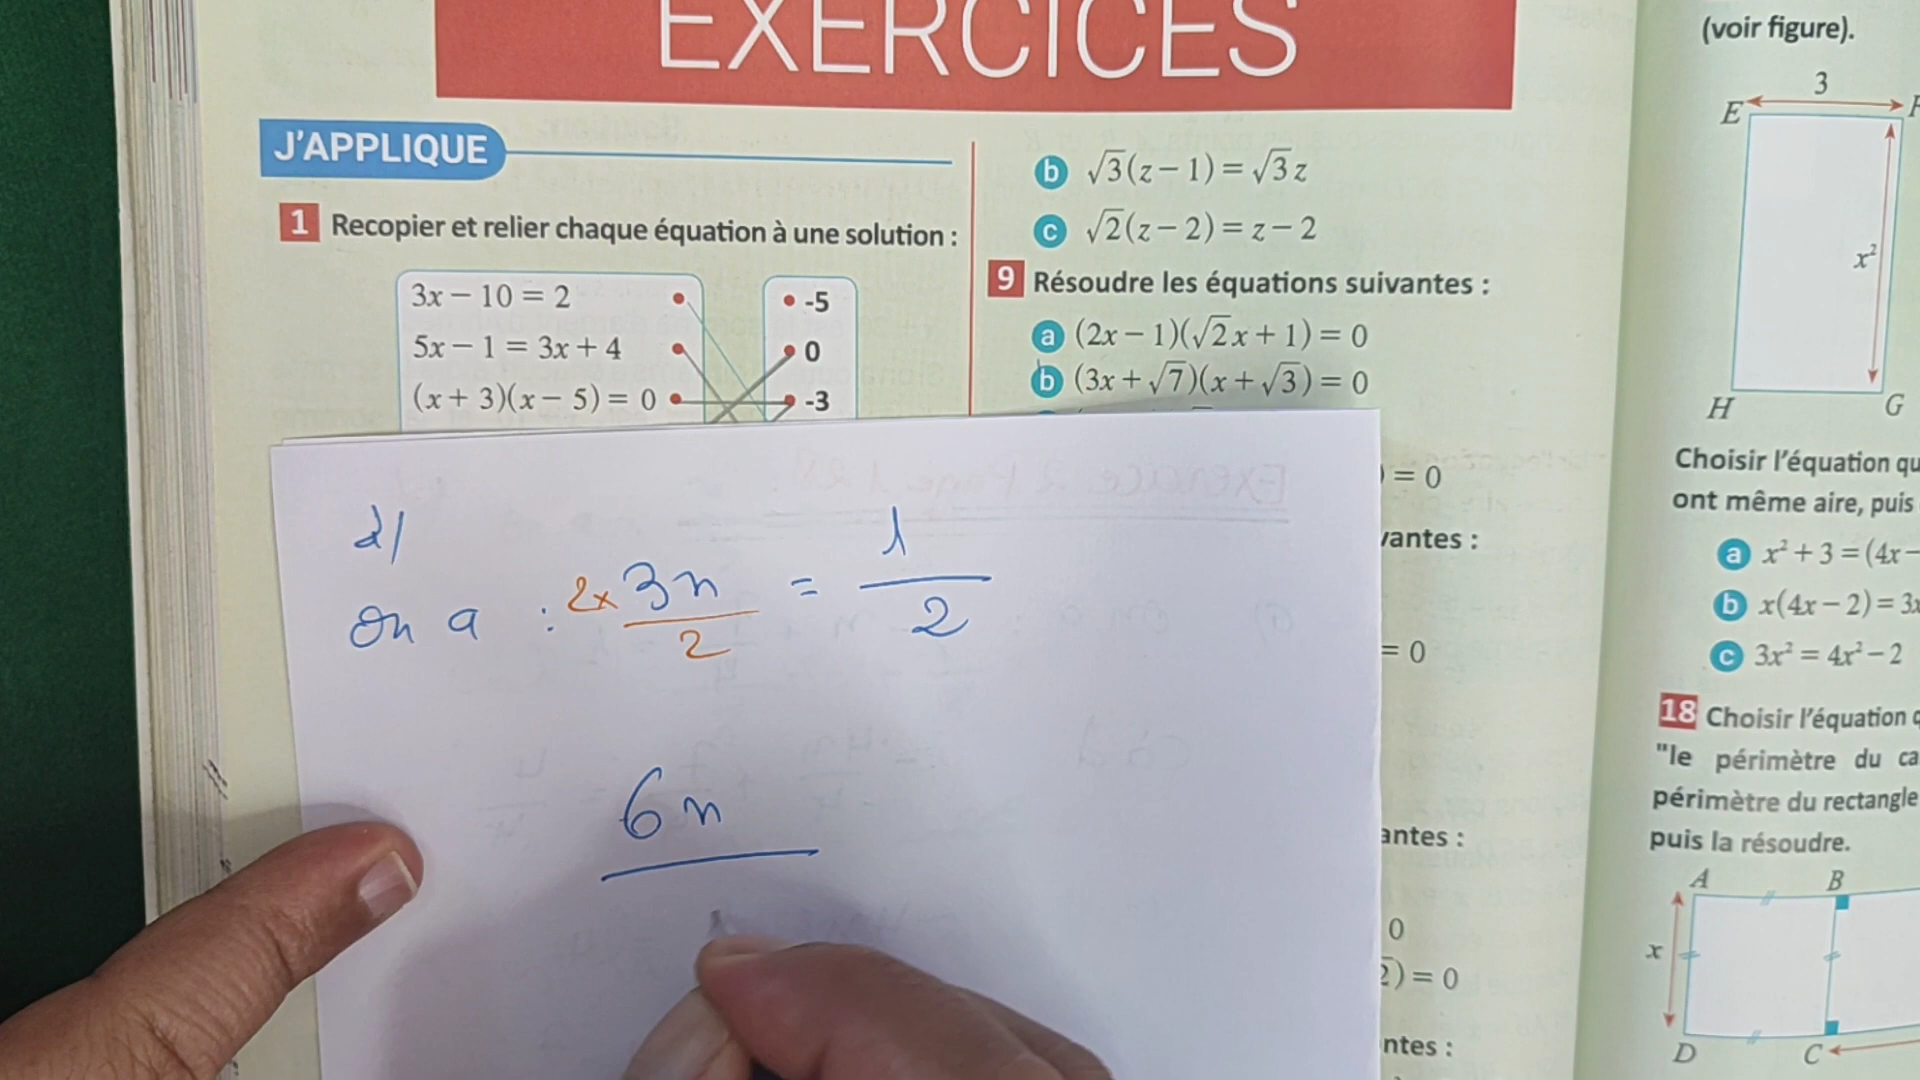 EXERCICES
J'APPLIQUE
1 Recopier et relier chaque équation à une solution :
3x − 10 = 2
5x − 1 = 3x + 4
(x + 3)(x − 5) = 0
-5
0
-3
b √3(z − 1) = √3z
c √2(z − 2) = z − 2
9 Résoudre les équations suivantes :
a (2x − 1)(√2x + 1) = 0
b (3x + √7)(x + √3) = 0
) = 0
vantes :
= 0
antes :
0
2) = 0
ntes :
d/
on a : 2x 3x/2 = 1/2
6x
(voir figure).
3
E
x²
H
G
Choisir l'équation qu
ont même aire, puis
a x² + 3 = (4x −
b x(4x − 2) = 3x
c 3x² = 4x² − 2
18 Choisir l'équation
"le périmètre du ca
périmètre du rectangle
puis la résoudre.
A B
x
D C